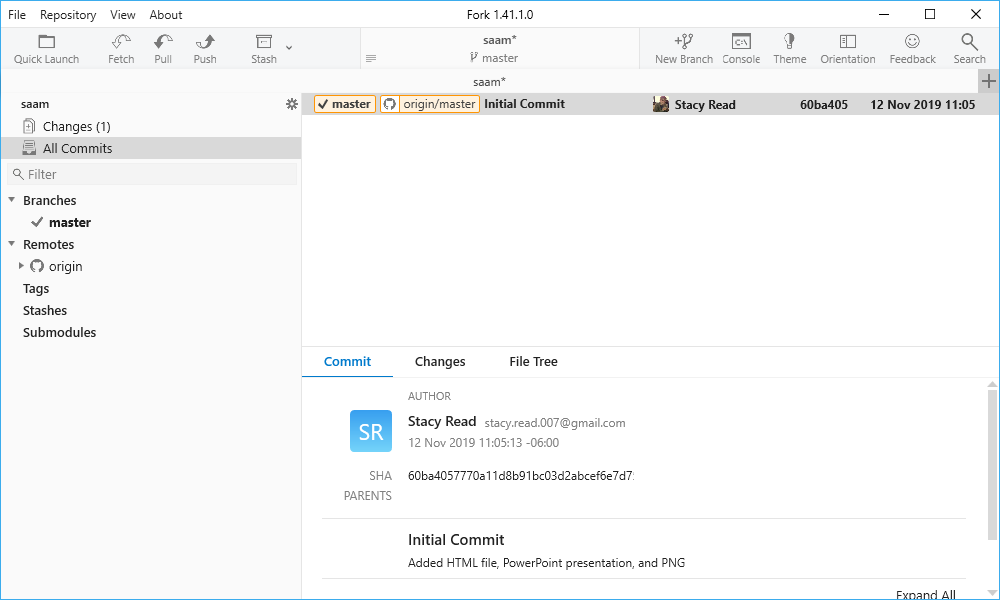 File Repository View About Fork 1.41.1.0
Quick Launch Fetch Pull Push Stash
saam*
master
New Branch Console Theme Orientation Feedback Search
saam*
saam
Changes (1)
All Commits
Filter
Branches
master
Remotes
origin
Tags
Stashes
Submodules
master origin/master Initial Commit Stacy Read 60ba405 12 Nov 2019 11:05
Commit Changes File Tree
AUTHOR
SR
Stacy Read stacy.read.007@gmail.com
12 Nov 2019 11:05:13 -06:00
SHA 60ba4057770a11d8b91bc03d2abcef6e7d7
PARENTS
Initial Commit
Added HTML file, PowerPoint presentation, and PNG
Expand All